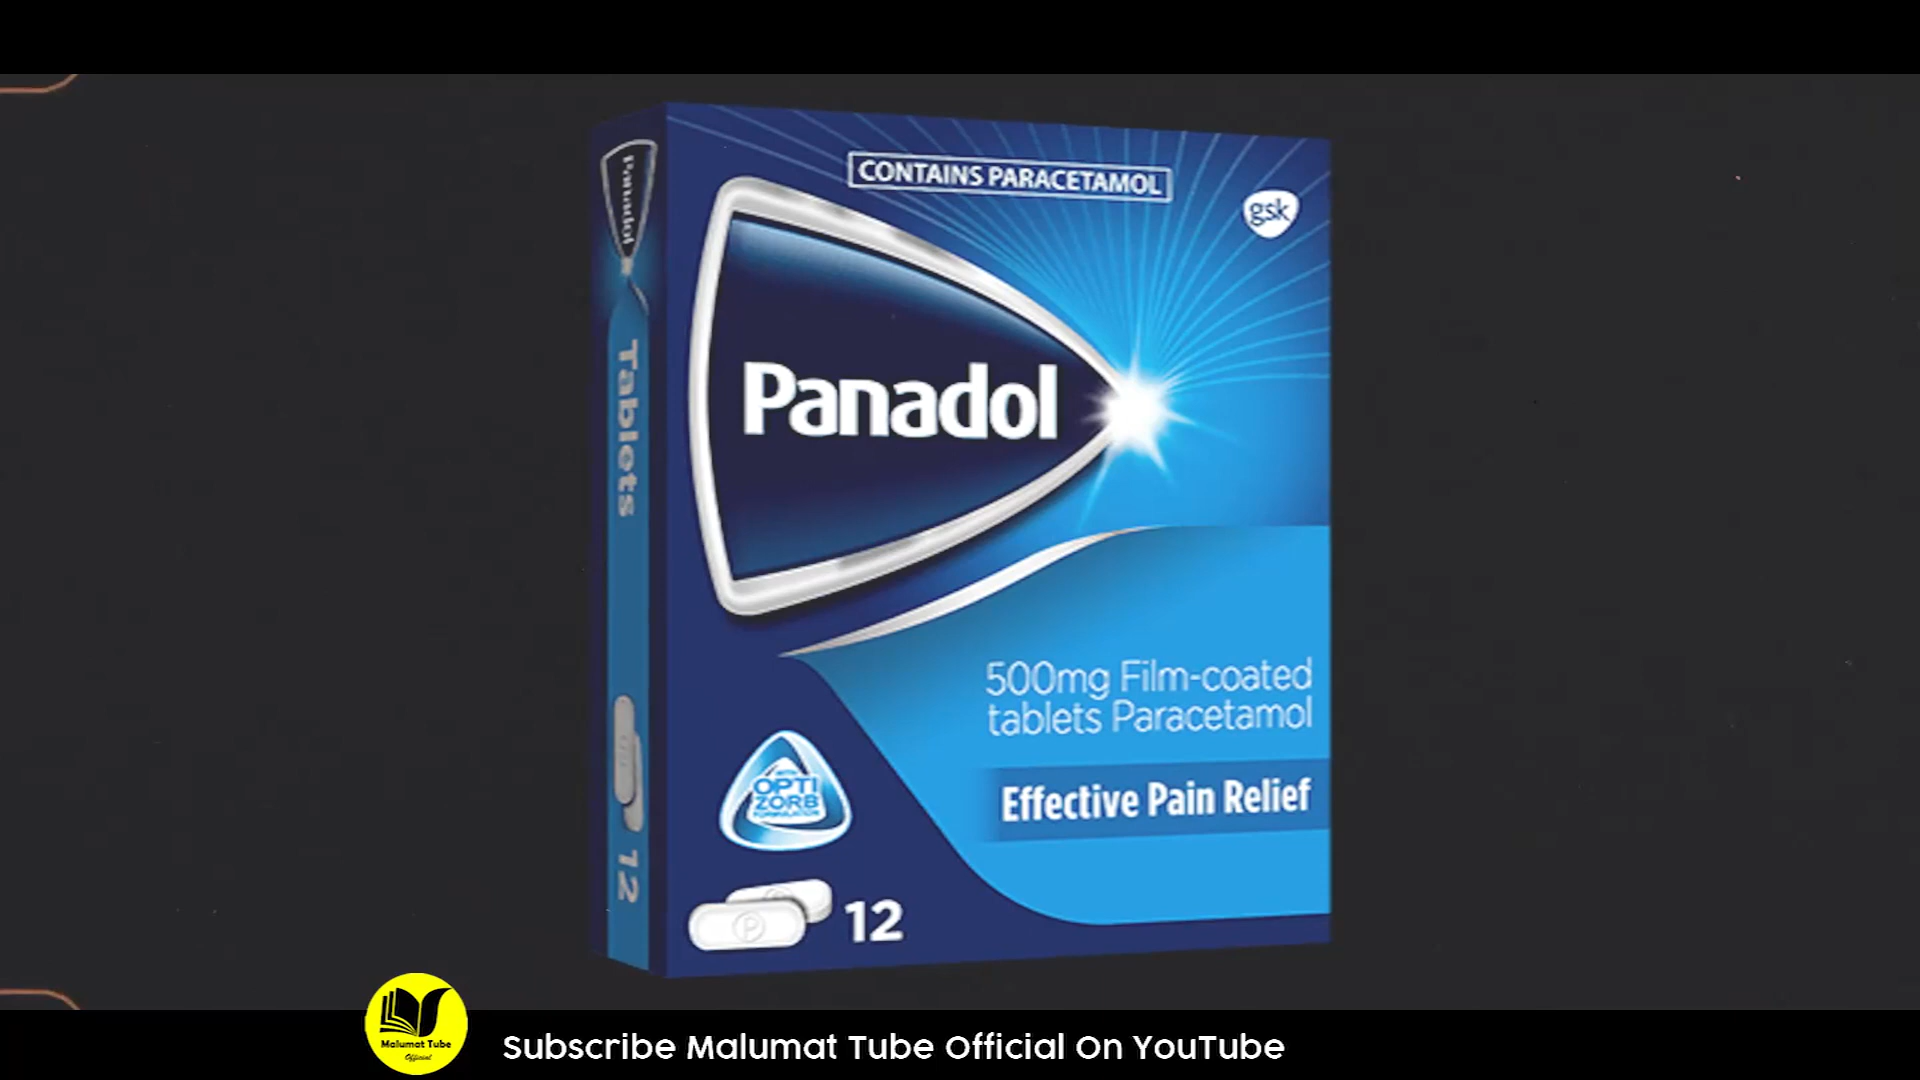 CONTAINS PARACETAMOL
gsk
Panadol
Panadol
Tablets
500mg Film-coated
tablets Paracetamol
Effective Pain Relief
OPTI
ZORB
P
12
12
Malumat Tube
Official
Subscribe Malumat Tube Official On YouTube